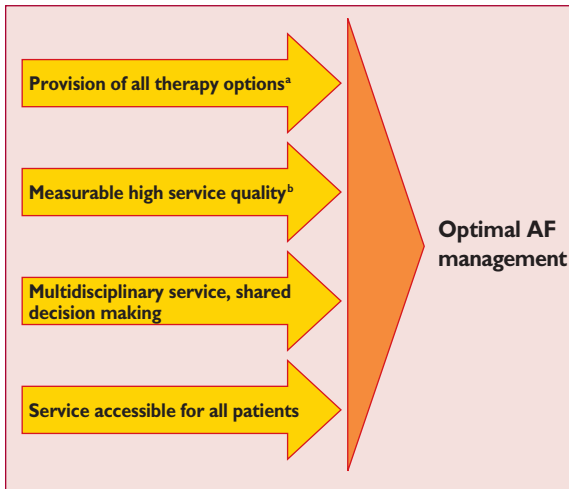 Provision of all therapy optionsᵃ
Measurable high service qualityᵇ
Multidisciplinary service, shared
decision making
Service accessible for all patients
Optimal AF
management